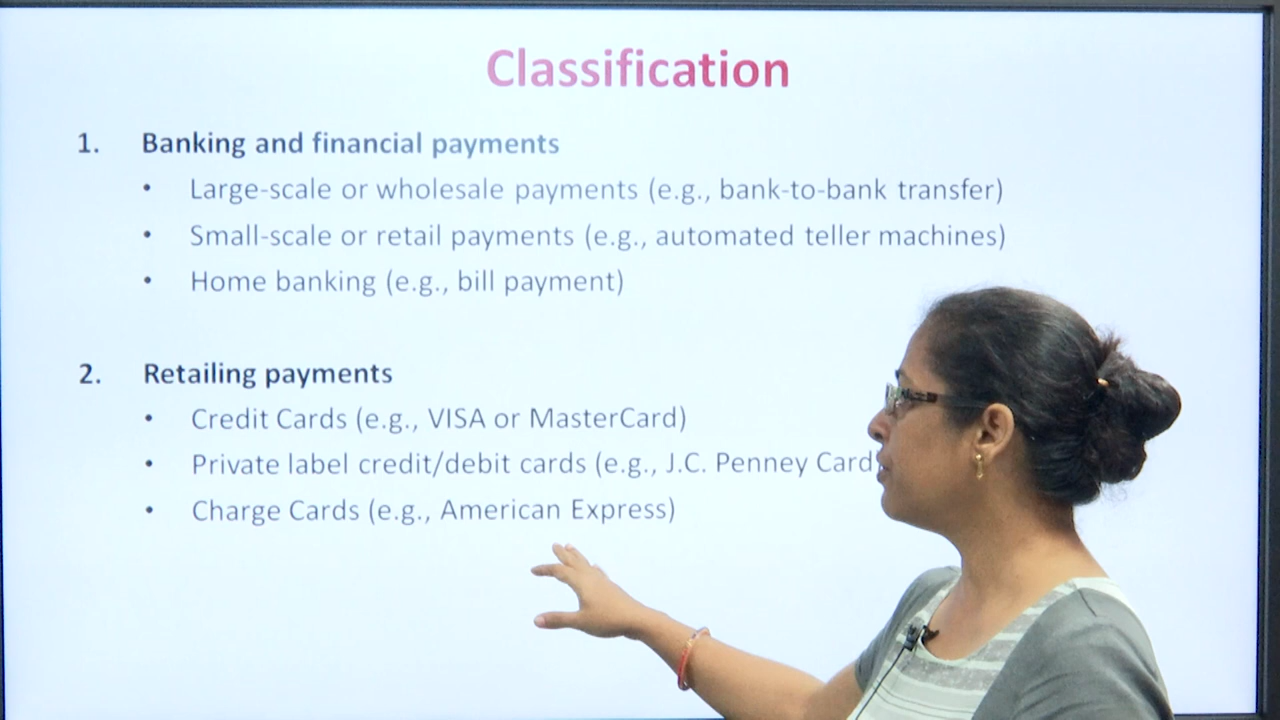 Classification
1. Banking and financial payments
• Large-scale or wholesale payments (e.g., bank-to-bank transfer)
• Small-scale or retail payments (e.g., automated teller machines)
• Home banking (e.g., bill payment)
2. Retailing payments
• Credit Cards (e.g., VISA or MasterCard)
• Private label credit/debit cards (e.g., J.C. Penney Card
• Charge Cards (e.g., American Express)